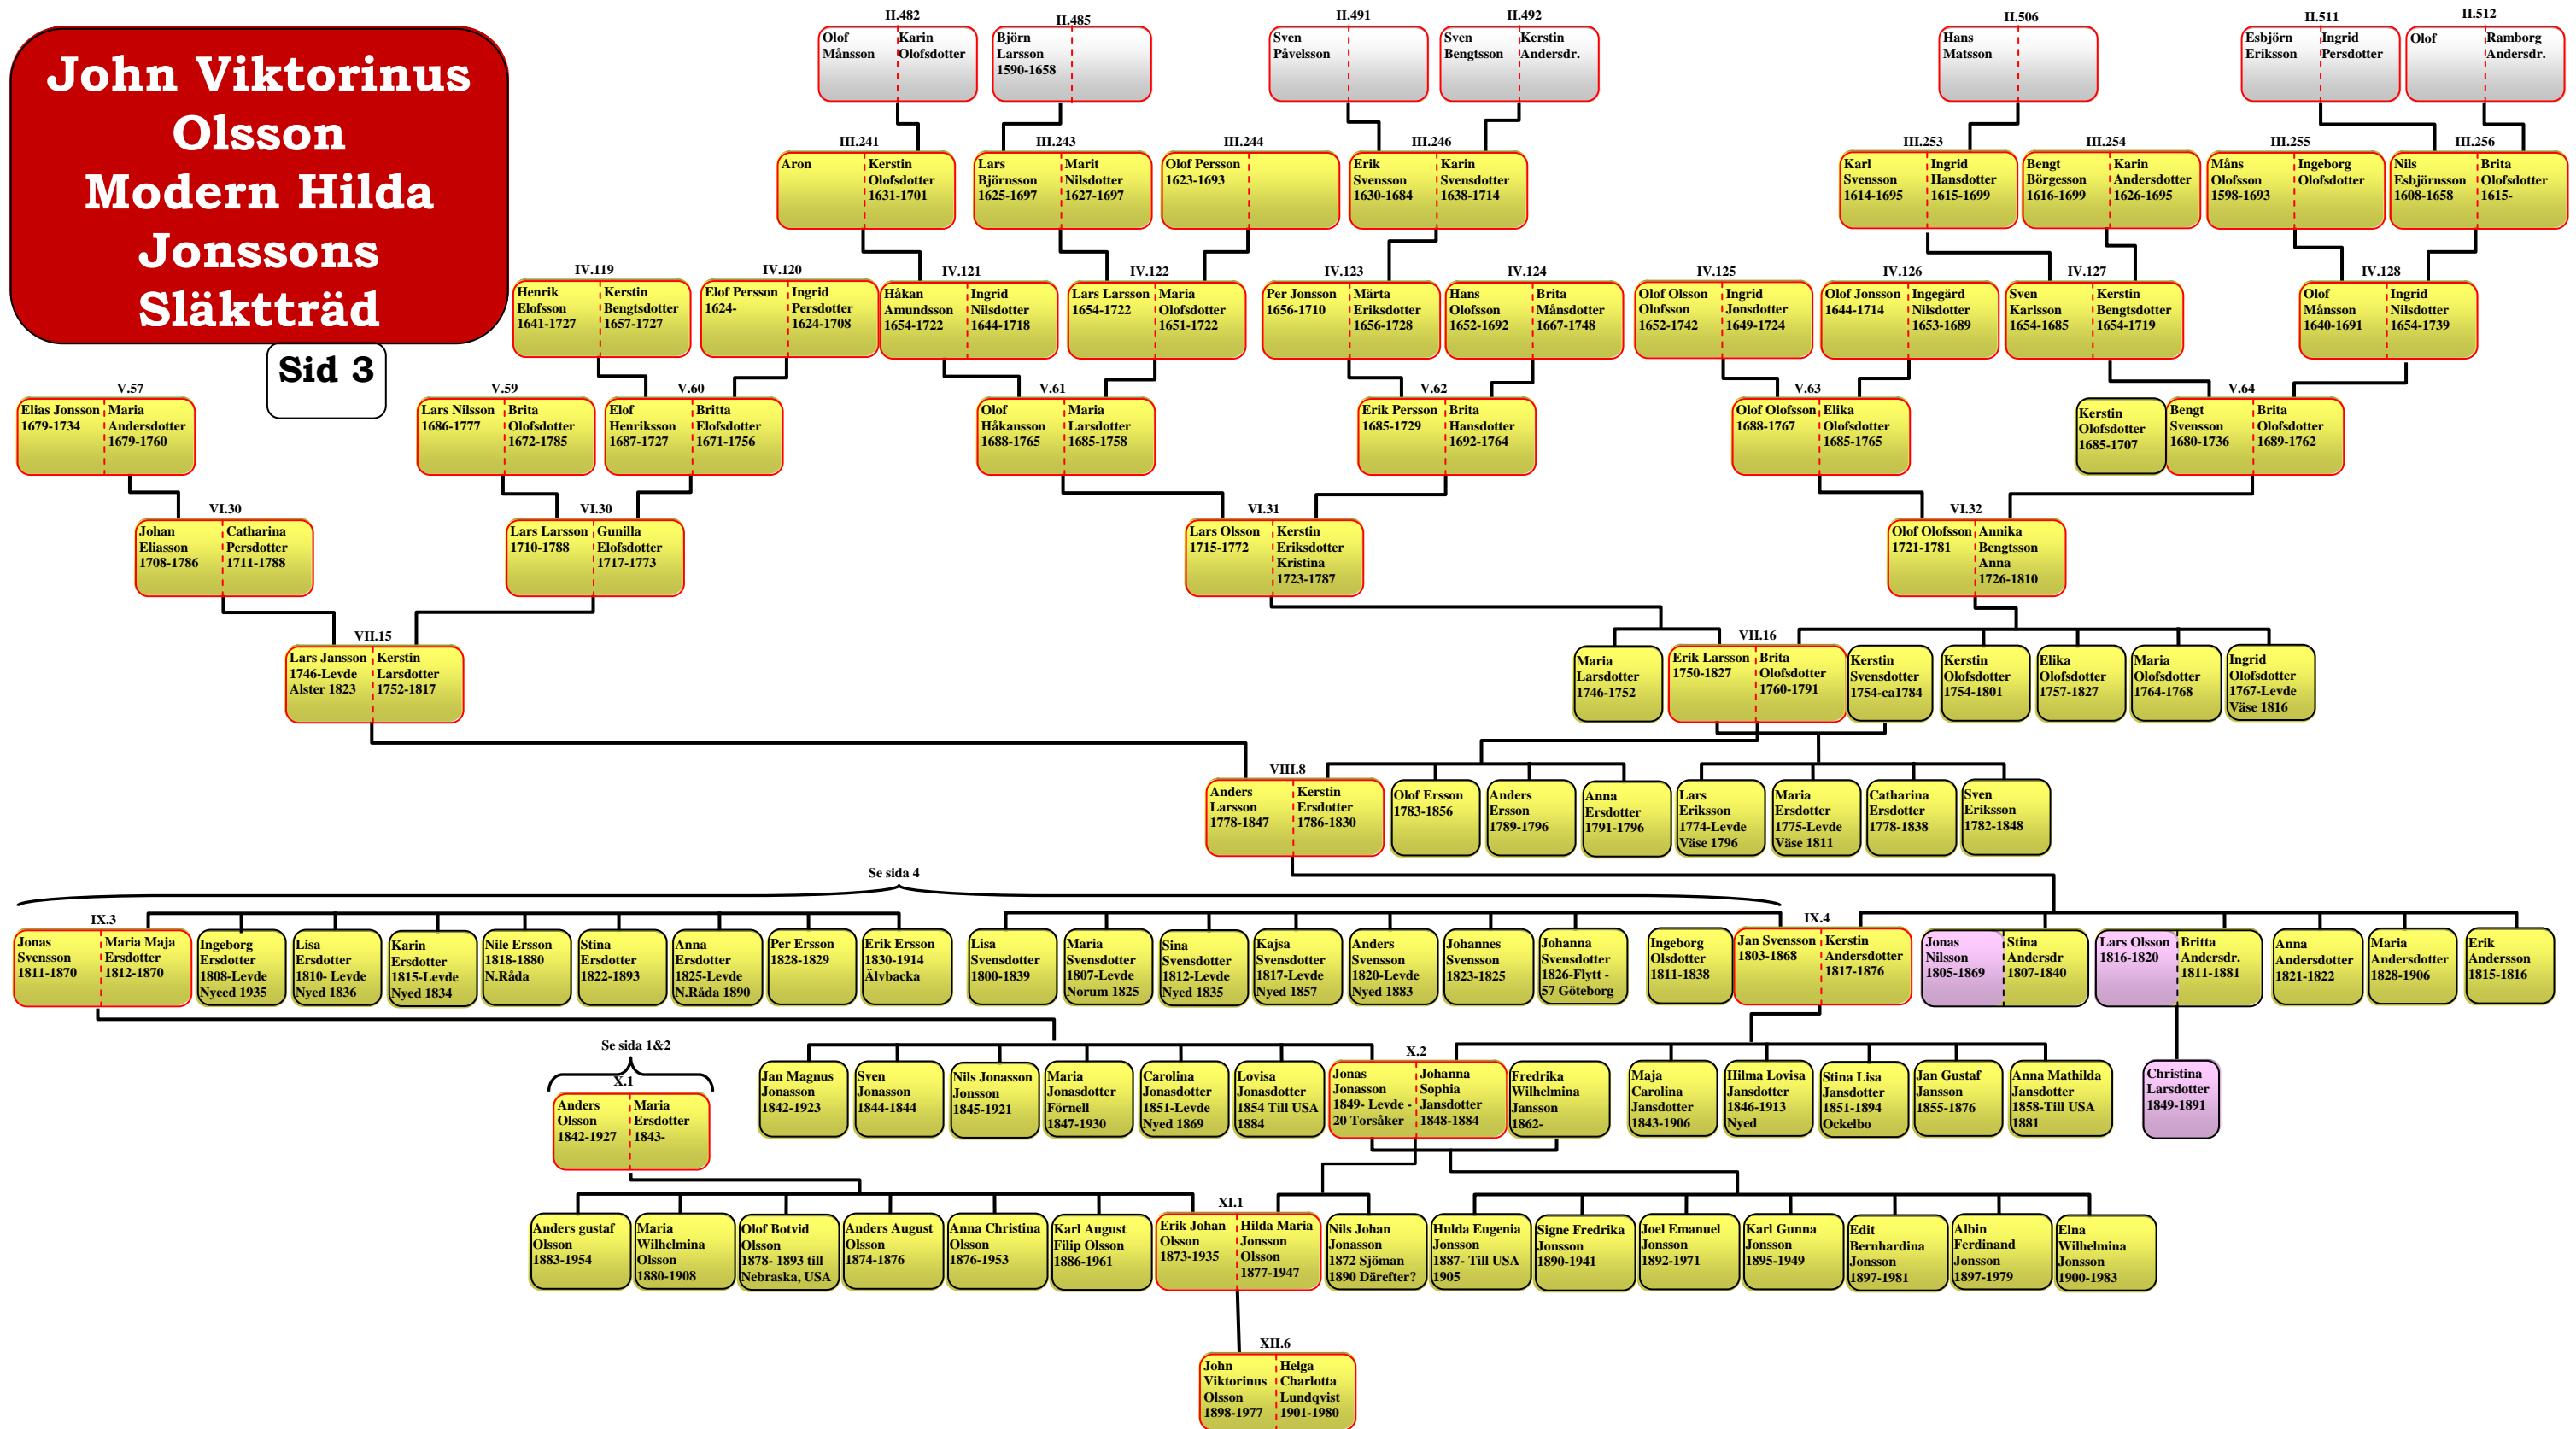 John Viktorinus
Olsson
Modern Hilda
Jonssons
Släktträd
Sid 3
II.482
Olof
Månsson
Karin
Olofsdotter
II.485
Björn
Larsson
1590-1658
II.491
Sven
Påvelsson
II.492
Sven
Bengtsson
Kerstin
Andersdr.
II.506
Hans
Matsson
II.511
Esbjörn
Eriksson
Ingrid
Persdotter
II.512
Olof
Ramborg
Andersdr.
III.241
Aron
Kerstin
Olofsdotter
1631-1701
III.243
Lars
Björnsson
1625-1697
Marit
Nilsdotter
1627-1697
III.244
Olof Persson
1623-1693
III.246
Erik
Svensson
1630-1684
Karin
Svensdotter
1638-1714
III.253
Karl
Svensson
1614-1695
Ingrid
Hansdotter
1615-1699
III.254
Bengt
Börgesson
1616-1699
Karin
Andersdotter
1626-1695
III.255
Måns
Olofsson
1598-1693
Ingeborg
Olofsdotter
III.256
Nils
Esbjörnsson
1608-1658
Brita
Olofsdotter
1615-
IV.119
Henrik
Elofsson
1641-1727
Kerstin
Bengtsdotter
1657-1727
IV.120
Elof Persson
1624-
Ingrid
Persdotter
1624-1708
IV.121
Håkan
Amundsson
1654-1722
Ingrid
Nilsdotter
1644-1718
IV.122
Lars Larsson
1654-1722
Maria
Olofsdotter
1651-1722
IV.123
Per Jonsson
1656-1710
Märta
Eriksdotter
1656-1728
IV.124
Hans
Olofsson
1652-1692
Brita
Månsdotter
1667-1748
IV.125
Olof Olsson
Olofsson
1652-1742
Ingrid
Jonsdotter
1649-1724
IV.126
Olof Jonsson
1644-1714
Ingegärd
Nilsdotter
1653-1689
IV.127
Sven
Karlsson
1654-1685
Kerstin
Bengtsdotter
1654-1719
IV.128
Olof
Månsson
1640-1691
Ingrid
Nilsdotter
1654-1739
V.57
Elias Jonsson
1679-1734
Maria
Andersdotter
1679-1760
V.59
Lars Nilsson
1686-1777
Brita
Olofsdotter
1672-1785
V.60
Elof
Henriksson
1687-1727
Britta
Elofsdotter
1671-1756
V.61
Olof
Håkansson
1688-1765
Maria
Larsdotter
1685-1758
V.62
Erik Persson
1685-1729
Brita
Hansdotter
1692-1764
V.63
Olof Olofsson
1688-1767
Elika
Olofsdotter
1685-1765
Kerstin
Olofsdotter
1685-1707
V.64
Bengt
Svensson
1680-1736
Brita
Olofsdotter
1689-1762
VI.30
Johan
Eliasson
1708-1786
Catharina
Persdotter
1711-1788
VI.30
Lars Larsson
1710-1788
Gunilla
Elofsdotter
1717-1773
VI.31
Lars Olsson
1715-1772
Kerstin
Eriksdotter
Kristina
1723-1787
VI.32
Olof Olofsson
1721-1781
Annika
Bengtsson
Anna
1726-1810
VII.15
Lars Jansson
1746-Levde
Alster 1823
Kerstin
Larsdotter
1752-1817
Maria
Larsdotter
1746-1752
VII.16
Erik Larsson
1750-1827
Brita
Olofsdotter
1760-1791
Kerstin
Svensdotter
1754-ca1784
Kerstin
Olofsdotter
1754-1801
Elika
Olofsdotter
1757-1827
Maria
Olofsdotter
1764-1768
Ingrid
Olofsdotter
1767-Levde
Väse 1816
VIII.8
Anders
Larsson
1778-1847
Kerstin
Ersdotter
1786-1830
Olof Ersson
1783-1856
Anders
Ersson
1789-1796
Anna
Ersdotter
1791-1796
Lars
Eriksson
1774-Levde
Väse 1796
Maria
Ersdotter
1775-Levde
Väse 1811
Catharina
Ersdotter
1778-1838
Sven
Eriksson
1782-1848
Se sida 4
IX.3
Jonas
Svensson
1811-1870
Maria Maja
Ersdotter
1812-1870
Ingeborg
Ersdotter
1808-Levde
Nyeed 1935
Lisa
Ersdotter
1810- Levde
Nyed 1836
Karin
Ersdotter
1815-Levde
Nyed 1834
Nile Ersson
1818-1880
N.Råda
Stina
Ersdotter
1822-1893
Anna
Ersdotter
1825-Levde
N.Råda 1890
Per Ersson
1828-1829
Erik Ersson
1830-1914
Älvbacka
Lisa
Svensdotter
1800-1839
Maria
Svensdotter
1807-Levde
Norum 1825
Sina
Svensdotter
1812-Levde
Nyed 1835
Kajsa
Svensdotter
1817-Levde
Nyed 1857
Anders
Svensson
1820-Levde
Nyed 1883
Johannes
Svensson
1823-1825
Johanna
Svensdotter
1826-Flytt -
57 Göteborg
Ingeborg
Olsdotter
1811-1838
IX.4
Jan Svensson
1803-1868
Kerstin
Andersdotter
1817-1876
Jonas
Nilsson
1805-1869
Stina
Andersdr
1807-1840
Lars Olsson
1816-1820
Britta
Andersdr.
1811-1881
Anna
Andersdotter
1821-1822
Maria
Andersdotter
1828-1906
Erik
Andersson
1815-1816
Se sida 1&2
X.1
Anders
Olsson
1842-1927
Maria
Ersdotter
1843-
Jan Magnus
Jonasson
1842-1923
Sven
Jonasson
1844-1844
Nils Jonasson
Jonsson
1845-1921
Maria
Jonasdotter
Förnell
1847-1930
Carolina
Jonasdotter
1851-Levde
Nyed 1869
Lovisa
Jonasdotter
1854 Till USA
1884
X.2
Jonas
Jonasson
1849- Levde -
20 Torsåker
Johanna
Sophia
Jansdotter
1848-1884
Fredrika
Wilhelmina
Jansson
1862-
Maja
Carolina
Jansdotter
1843-1906
Hilma Lovisa
Jansdotter
1846-1913
Nyed
Stina Lisa
Jansdotter
1851-1894
Ockelbo
Jan Gustaf
Jansson
1855-1876
Anna Mathilda
Jansdotter
1858-Till USA
1881
Christina
Larsdotter
1849-1891
Anders gustaf
Olsson
1883-1954
Maria
Wilhelmina
Olsson
1880-1908
Olof Botvid
Olsson
1878- 1893 till
Nebraska, USA
Anders August
Olsson
1874-1876
Anna Christina
Olsson
1876-1953
Karl August
Filip Olsson
1886-1961
XI.1
Erik Johan
Olsson
1873-1935
Hilda Maria
Jonsson
Olsson
1877-1947
Nils Johan
Jonasson
1872 Sjöman
1890 Därefter?
Hulda Eugenia
Jonsson
1887- Till USA
1905
Signe Fredrika
Jonsson
1890-1941
Joel Emanuel
Jonsson
1892-1971
Karl Gunna
Jonsson
1895-1949
Edit
Bernhardina
Jonsson
1897-1981
Albin
Ferdinand
Jonsson
1897-1979
Elna
Wilhelmina
Jonsson
1900-1983
XII.6
John
Viktorinus
Olsson
1898-1977
Helga
Charlotta
Lundqvist
1901-1980